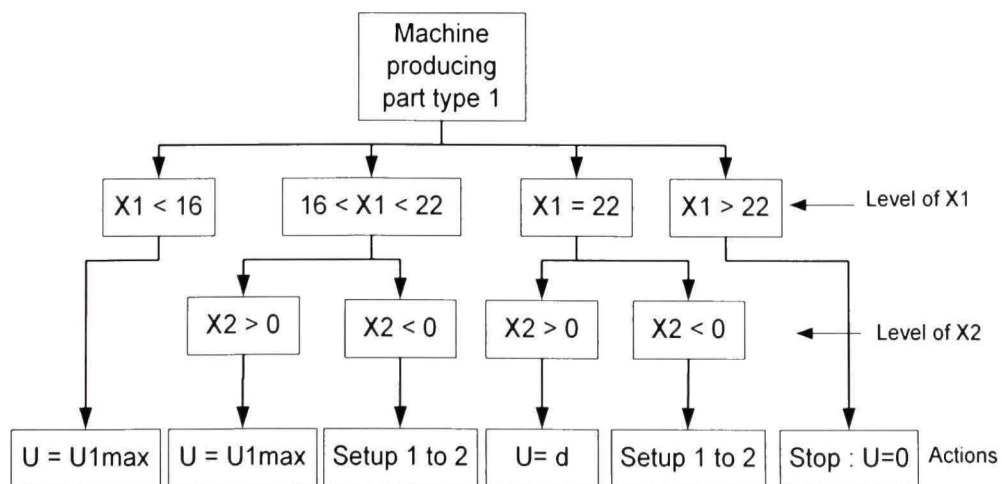 Machine
producing
part type 1
X1 < 16
16 < X1 < 22
X1 = 22
X1 > 22
Level of X1
X2 > 0
X2 < 0
X2 > 0
X2 < 0
Level of X2
U = U1max
U = U1max
Setup 1 to 2
U= d
Setup 1 to 2
Stop : U=0
Actions